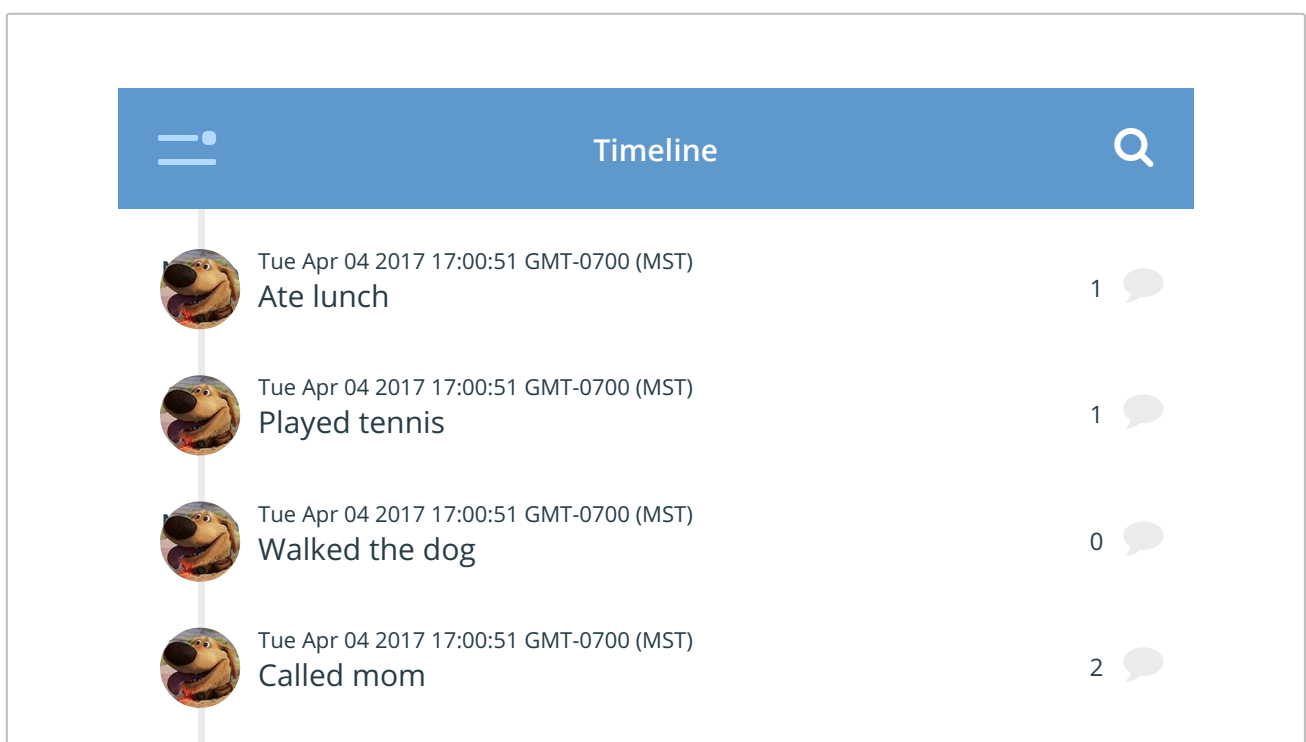 Timeline
Tue Apr 04 2017 17:00:51 GMT-0700 (MST)
Ate lunch
1
Tue Apr 04 2017 17:00:51 GMT-0700 (MST)
Played tennis
1
Tue Apr 04 2017 17:00:51 GMT-0700 (MST)
Walked the dog
0
Tue Apr 04 2017 17:00:51 GMT-0700 (MST)
Called mom
2